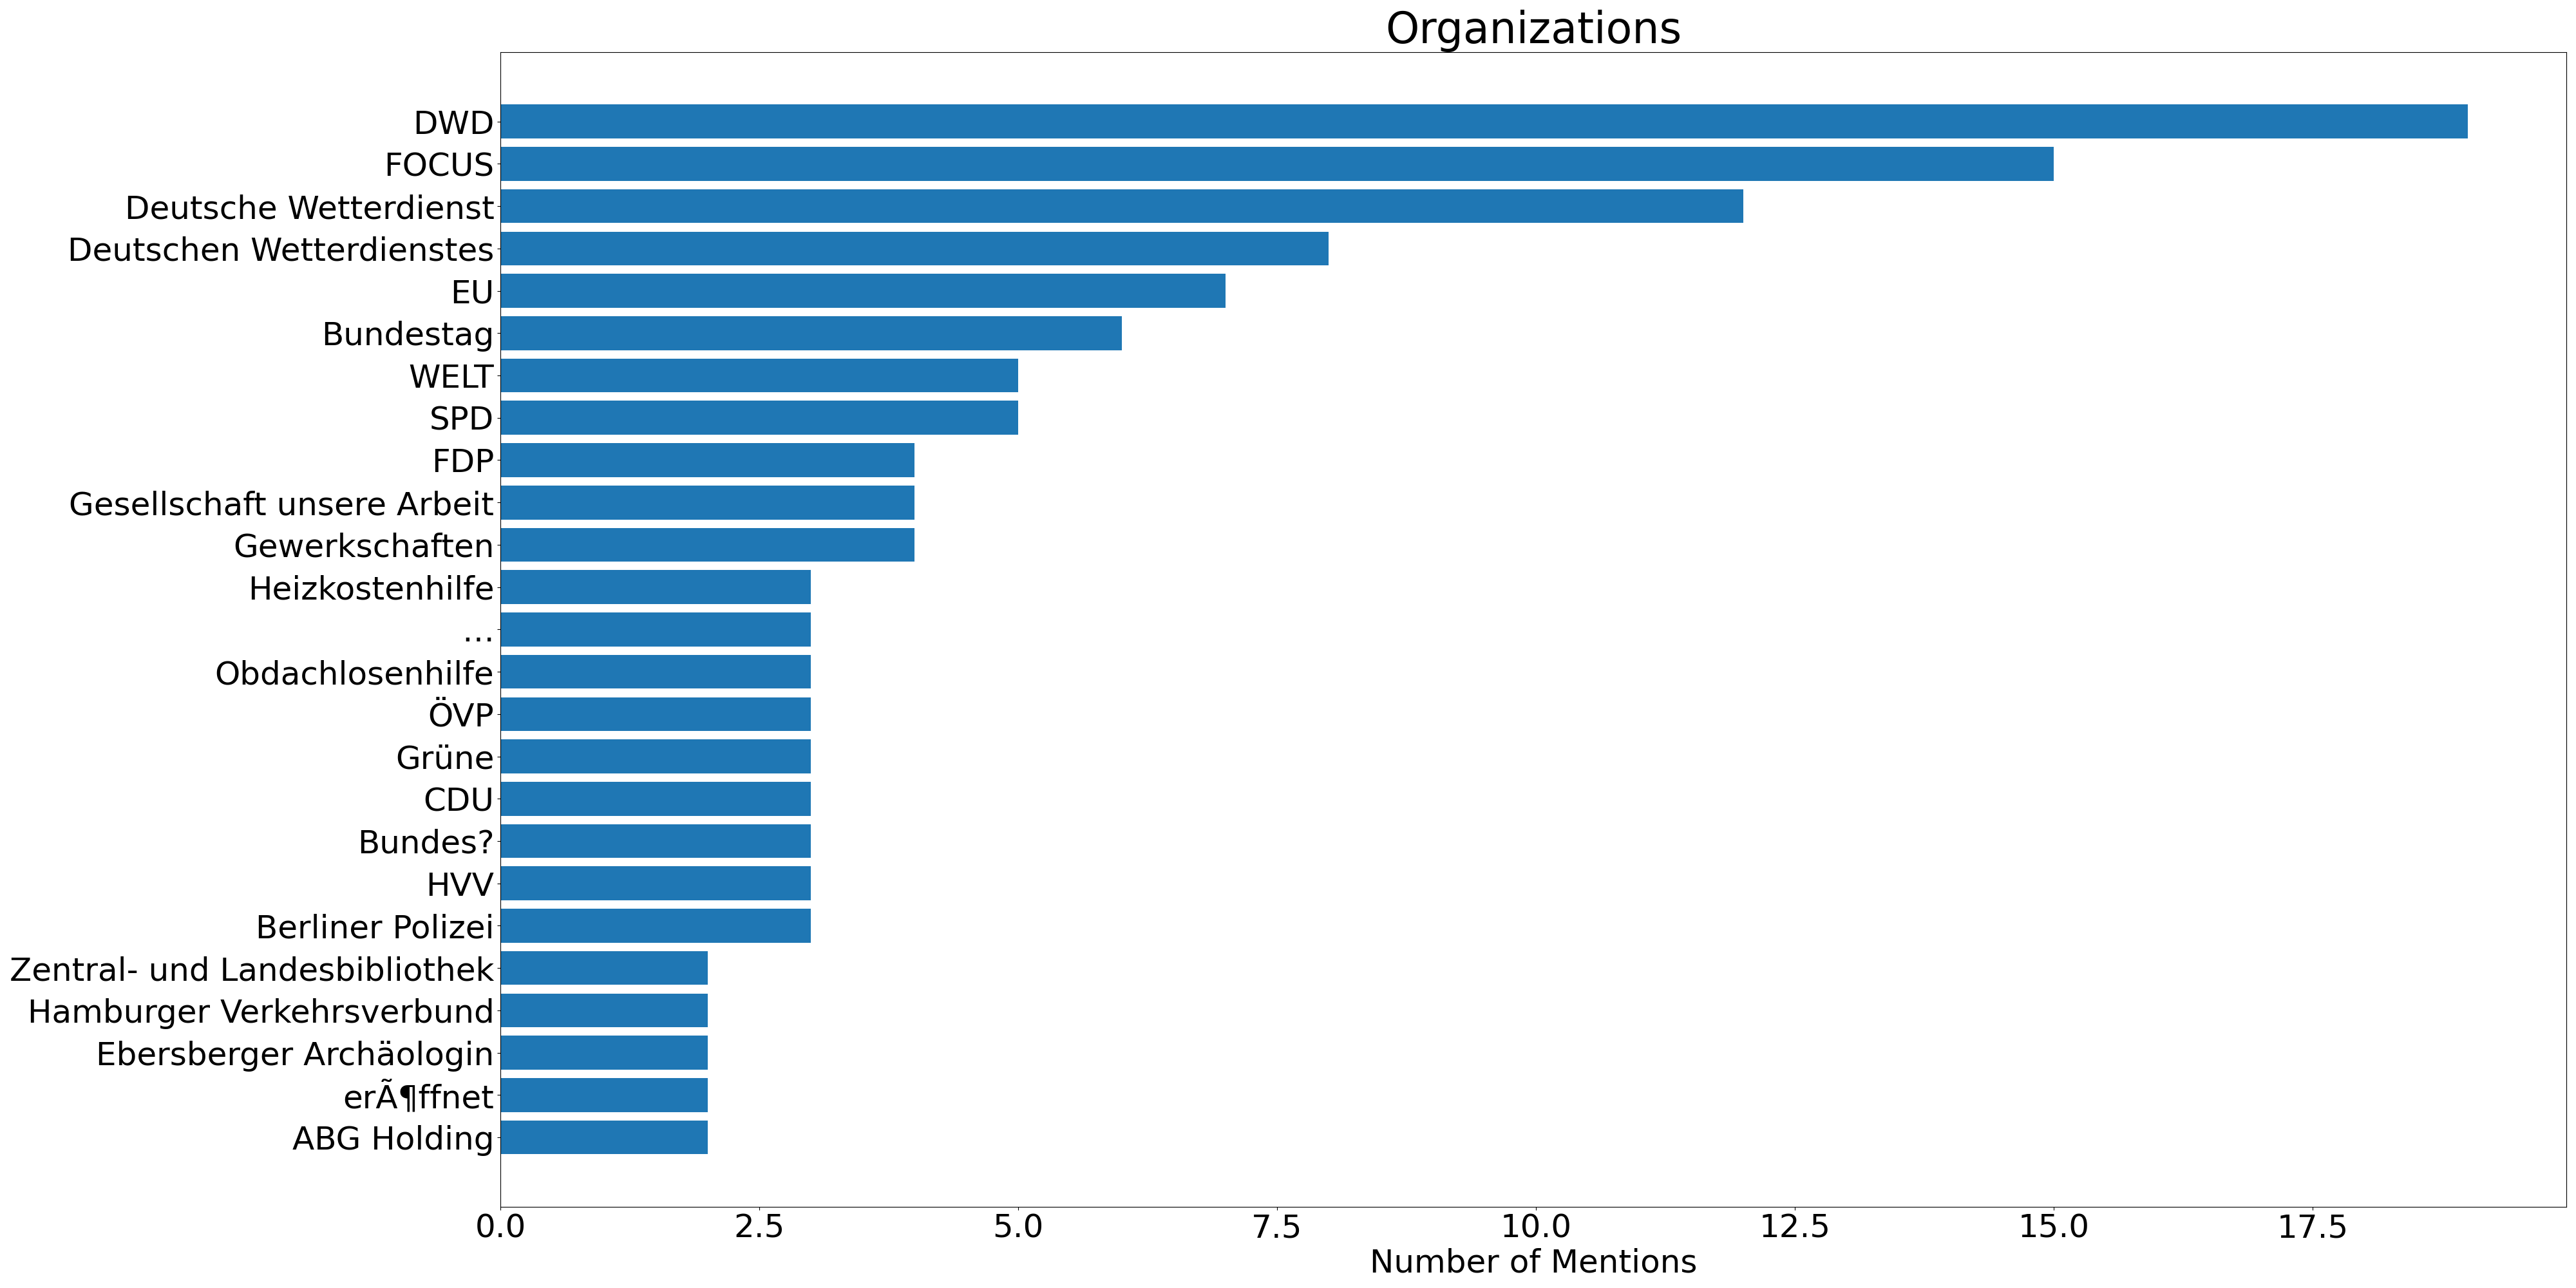 Organizations
DWD
FOCUS
Deutsche Wetterdienst
Deutschen Wetterdienstes
EU
Bundestag
WELT
SPD
FDP
Gesellschaft unsere Arbeit
Gewerkschaften
Heizkostenhilfe
...
Obdachlosenhilfe
ÖVP
Grüne
CDU
Bundes?
HVV
Berliner Polizei
Zentral- und Landesbibliothek
Hamburger Verkehrsverbund
Ebersberger Archäologin
erÃ¶ffnet
ABG Holding
0.0 2.5 5.0 7.5 10.0 12.5 15.0 17.5
Number of Mentions